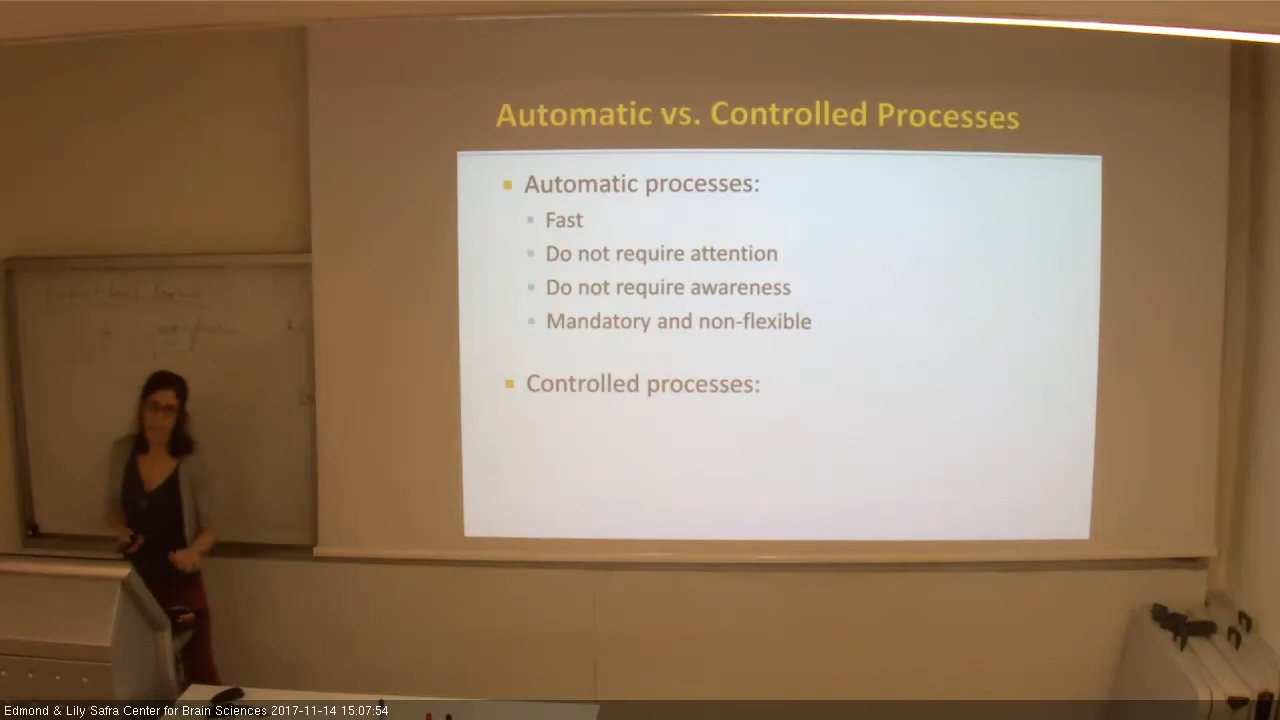 Automatic vs. Controlled Processes
Automatic processes:
Fast
Do not require attention
Do not require awareness
Mandatory and non-flexible
Controlled processes:
Edmond & Lily Safra Center for Brain Sciences 2017-11-14 15:07:54